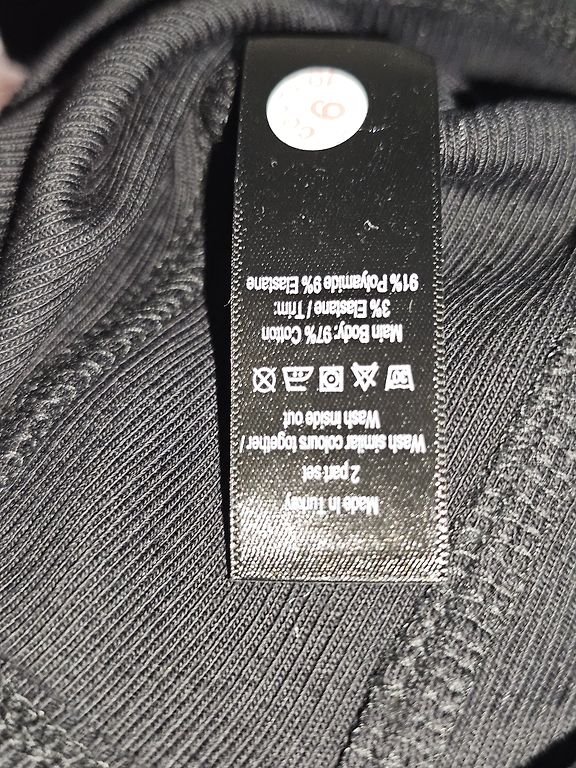 Made in Turkey
2 part set
Wash similar colours together /
Wash inside out
Main Body: 97% Cotton
3% Elastane / Trim:
91% Polyamide 9% Elastane